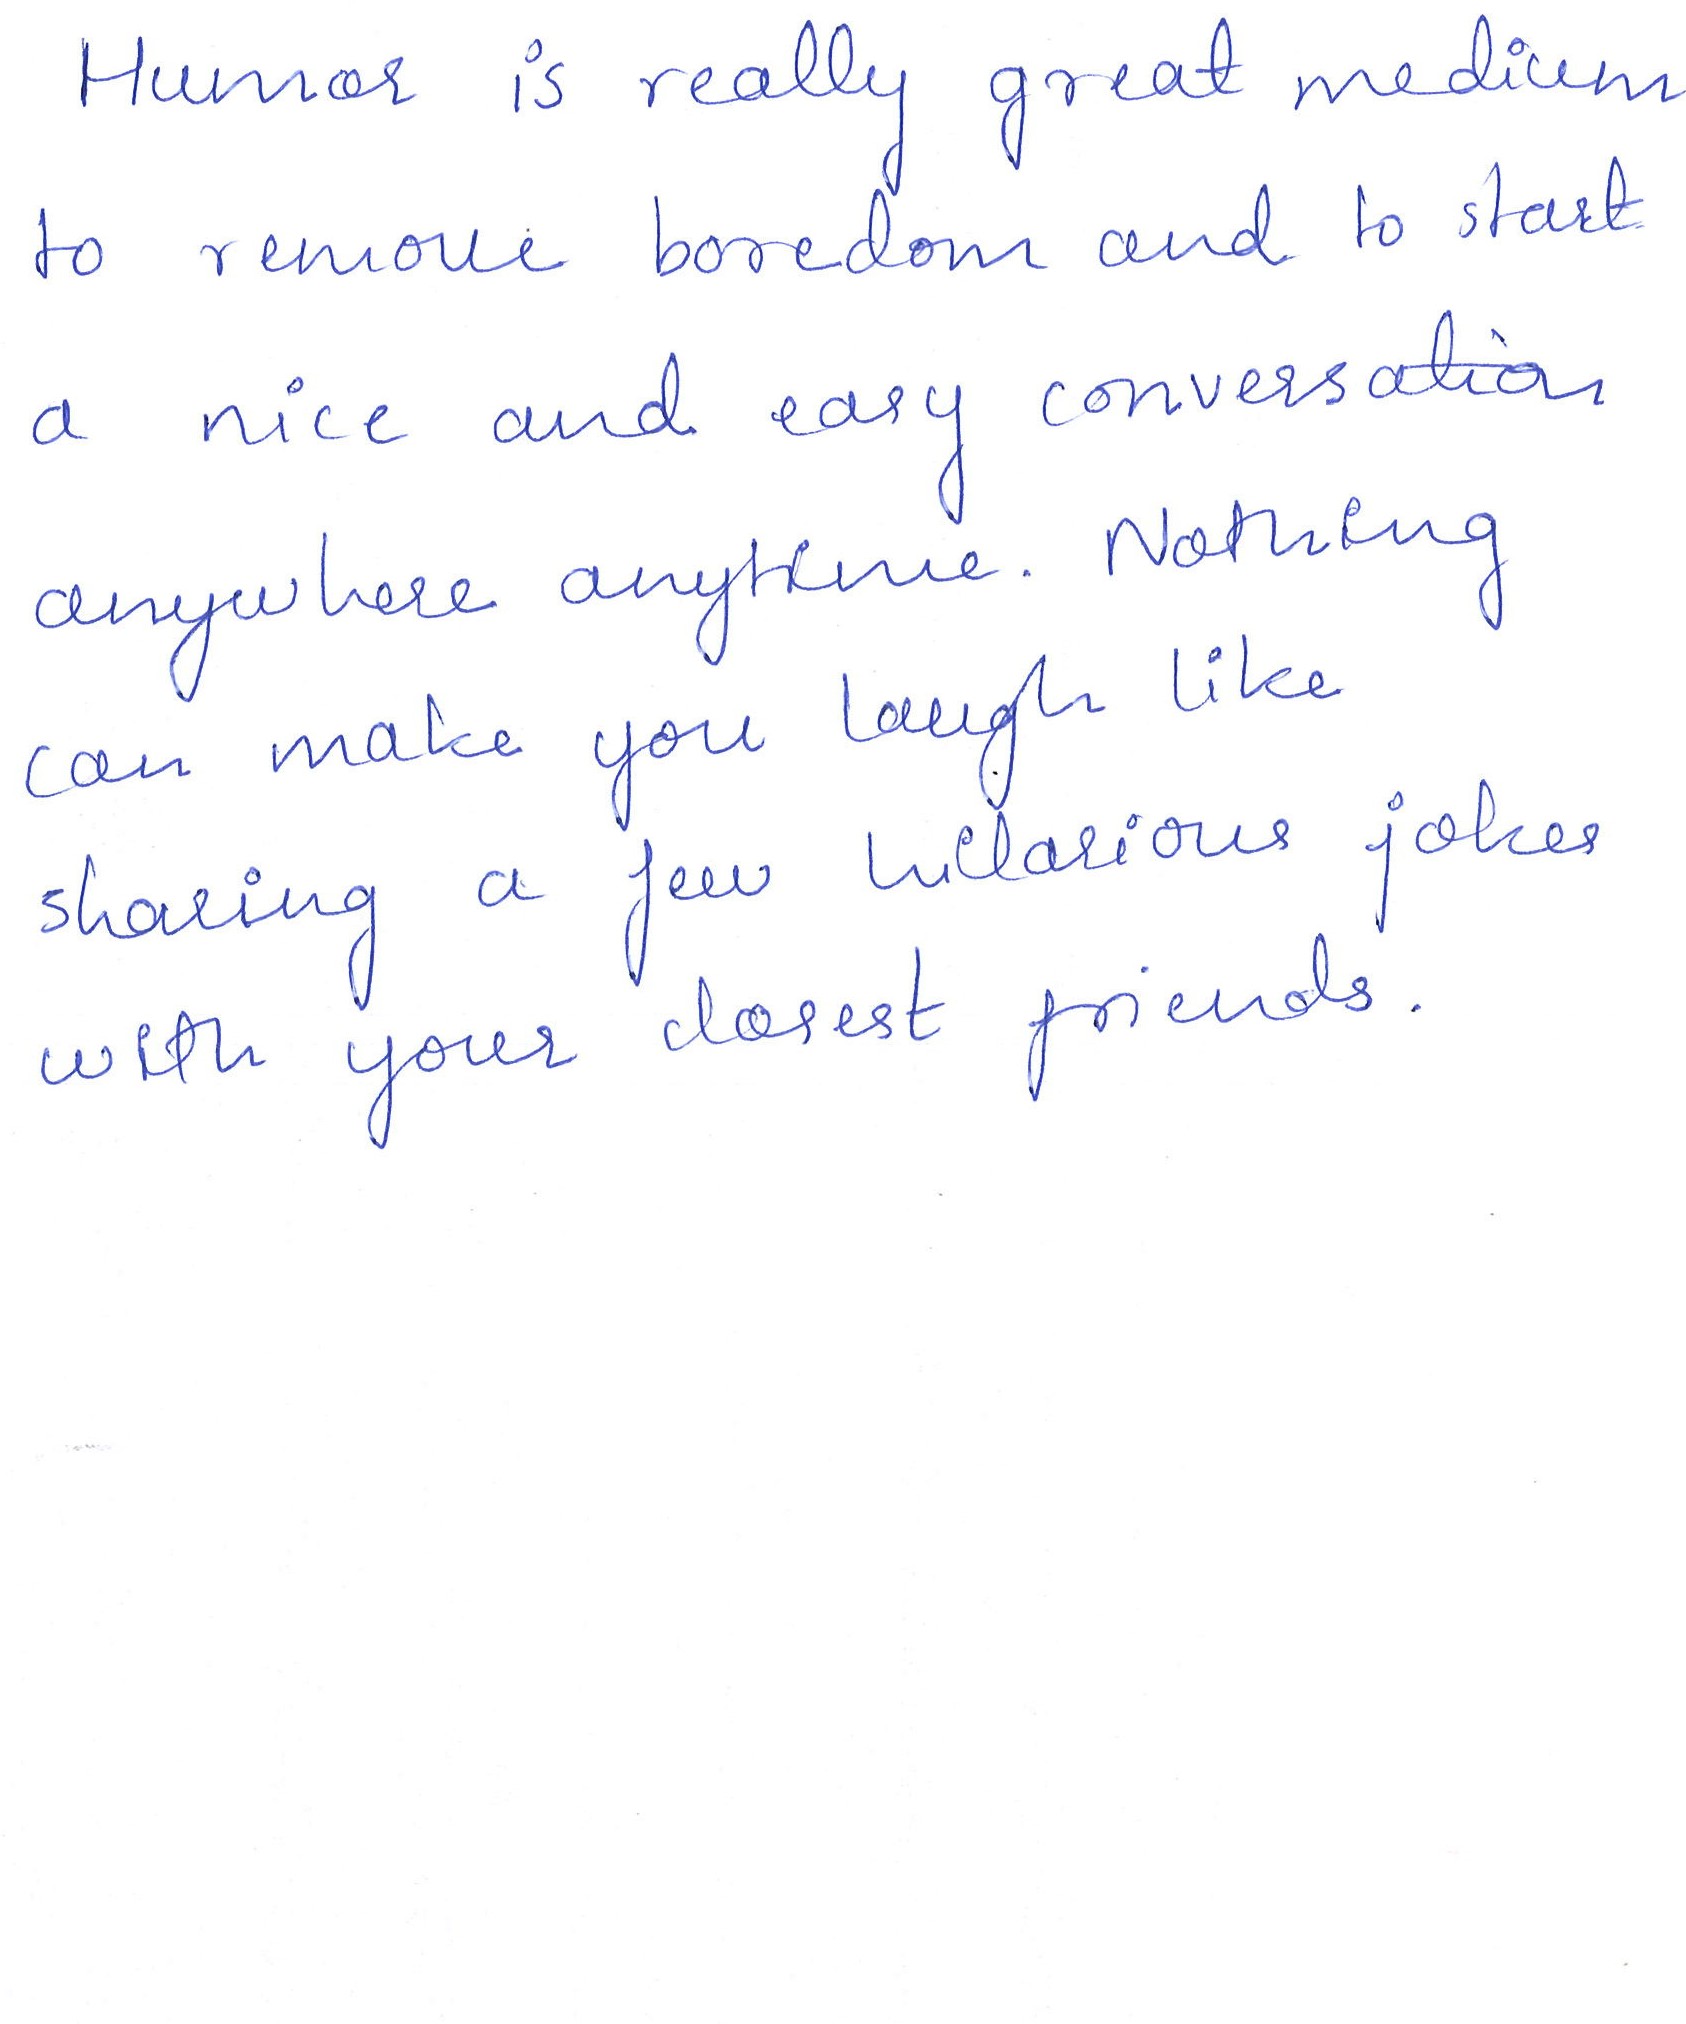 Humor is really great medium
to remove boredom and to start
a nice and easy conversation
anywhere anytime. Nothing
can make you laugh like
sharing a few hilarious jokes
with your closest friends.